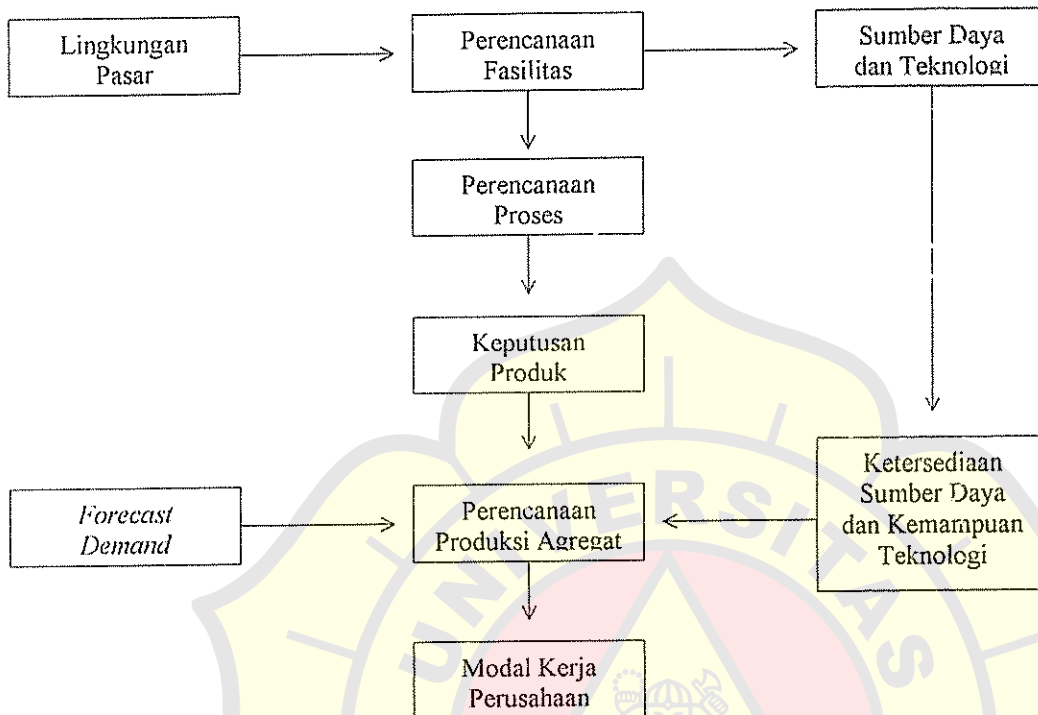 Lingkungan
Pasar
Perencanaan
Fasilitas
Sumber Daya
dan Teknologi
Perencanaan
Proses
Keputusan
Produk
Forecast
Demand
Perencanaan
Produksi Agregat
Ketersediaan
Sumber Daya
dan Kemampuan
Teknologi
Modal Kerja
Perusahaan
UNIVERSITAS